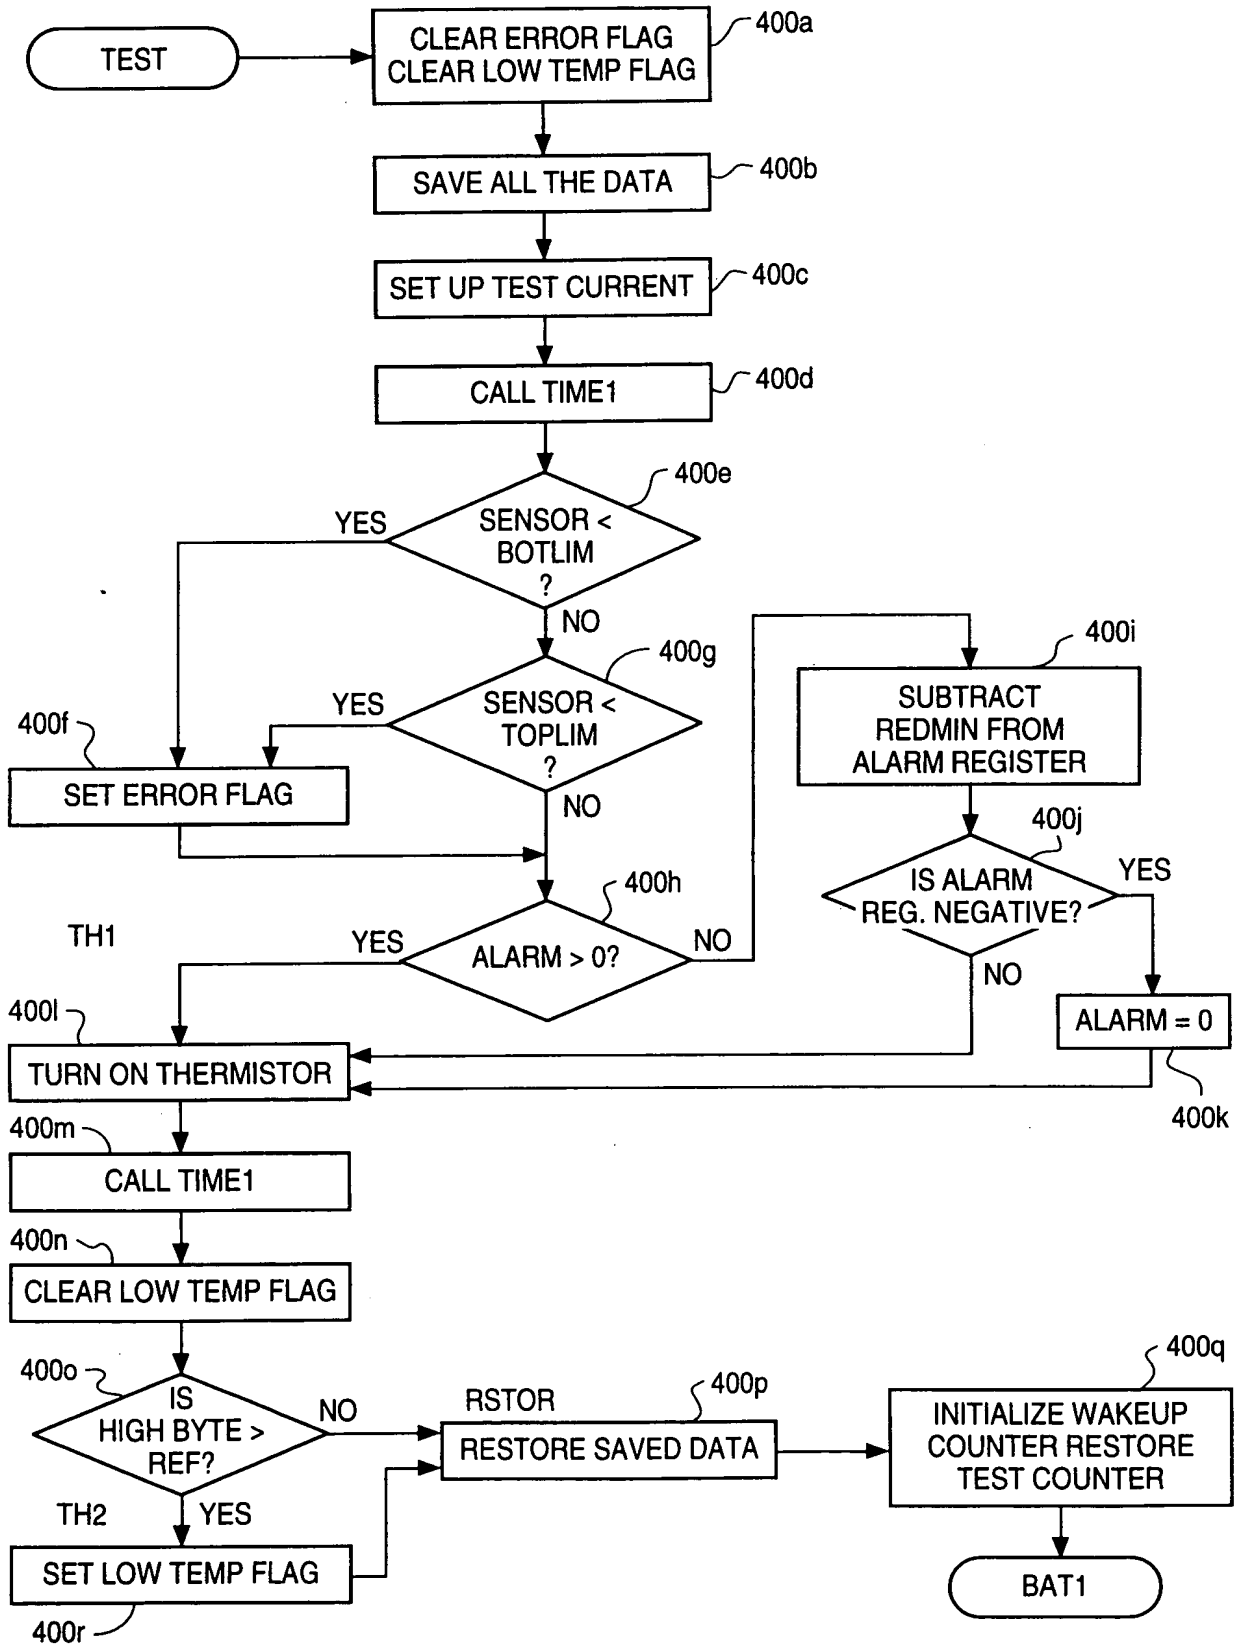 TEST
CLEAR ERROR FLAG
CLEAR LOW TEMP FLAG
400a
SAVE ALL THE DATA
400b
SET UP TEST CURRENT
400c
CALL TIME1
400d
400e
SENSOR <
BOTLIM
?
YES
NO
400g
SENSOR <
TOPLIM
?
YES
NO
400f
SET ERROR FLAG
400h
ALARM > 0?
YES
NO
400i
SUBTRACT
REDMIN FROM
ALARM REGISTER
400j
IS ALARM
REG. NEGATIVE?
YES
NO
ALARM = 0
400k
TH1
400l
TURN ON THERMISTOR
400m
CALL TIME1
400n
CLEAR LOW TEMP FLAG
400o
IS
HIGH BYTE >
REF?
NO
YES
TH2
SET LOW TEMP FLAG
400r
RSTOR
400p
RESTORE SAVED DATA
400q
INITIALIZE WAKEUP
COUNTER RESTORE
TEST COUNTER
BAT1